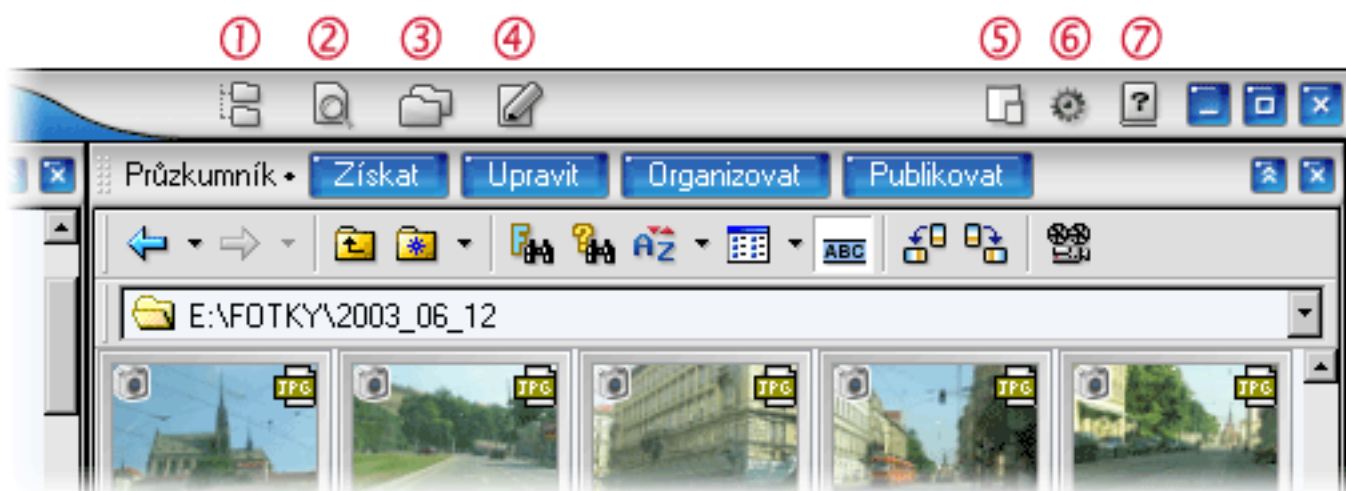 ① ② ③ ④ ⑤ ⑥ ⑦
?
Průzkumník • Získat Upravit Organizovat Publikovat
F ? AZ ABC
E:\FOTKY\2003_06_12
JPG JPG JPG JPG JPG